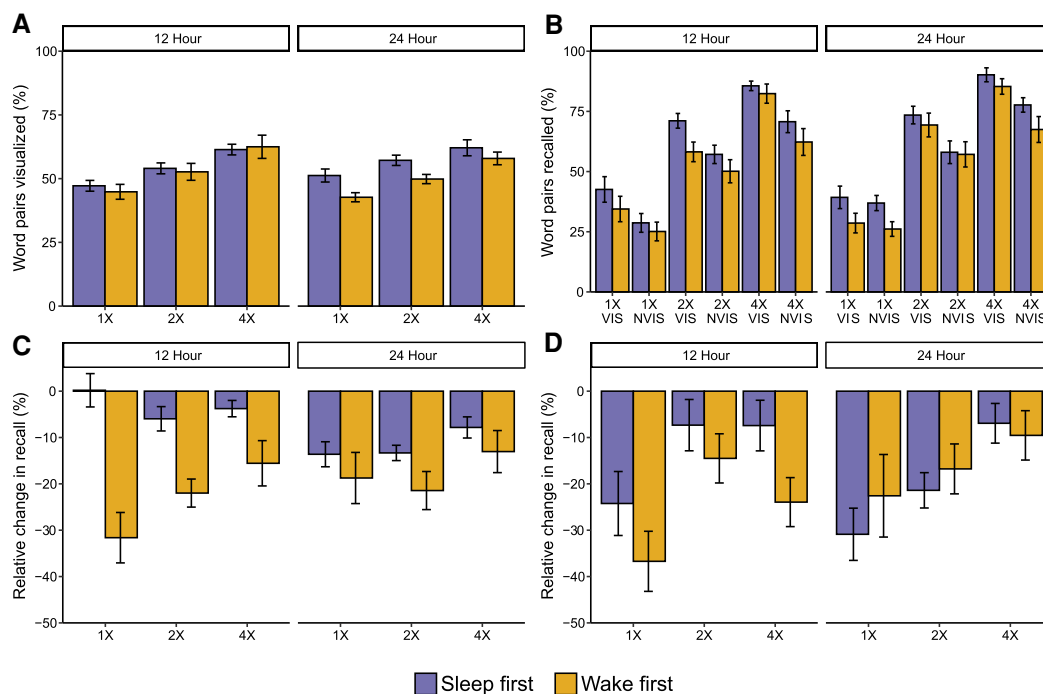 A
12 Hour
24 Hour
Word pairs visualized (%)
100
75
50
25
0
1X 2X 4X
1X 2X 4X
B
12 Hour
24 Hour
Word pairs recalled (%)
100
75
50
25
0
1X 1X 2X 2X 4X 4X
VIS NVIS VIS NVIS VIS NVIS
1X 1X 2X 2X 4X 4X
VIS NVIS VIS NVIS VIS NVIS
C
12 Hour
24 Hour
Relative change in recall (%)
0
−10
−20
−30
−40
−50
1X 2X 4X
1X 2X 4X
D
12 Hour
24 Hour
Relative change in recall (%)
0
−10
−20
−30
−40
−50
1X 2X 4X
1X 2X 4X
Sleep first Wake first